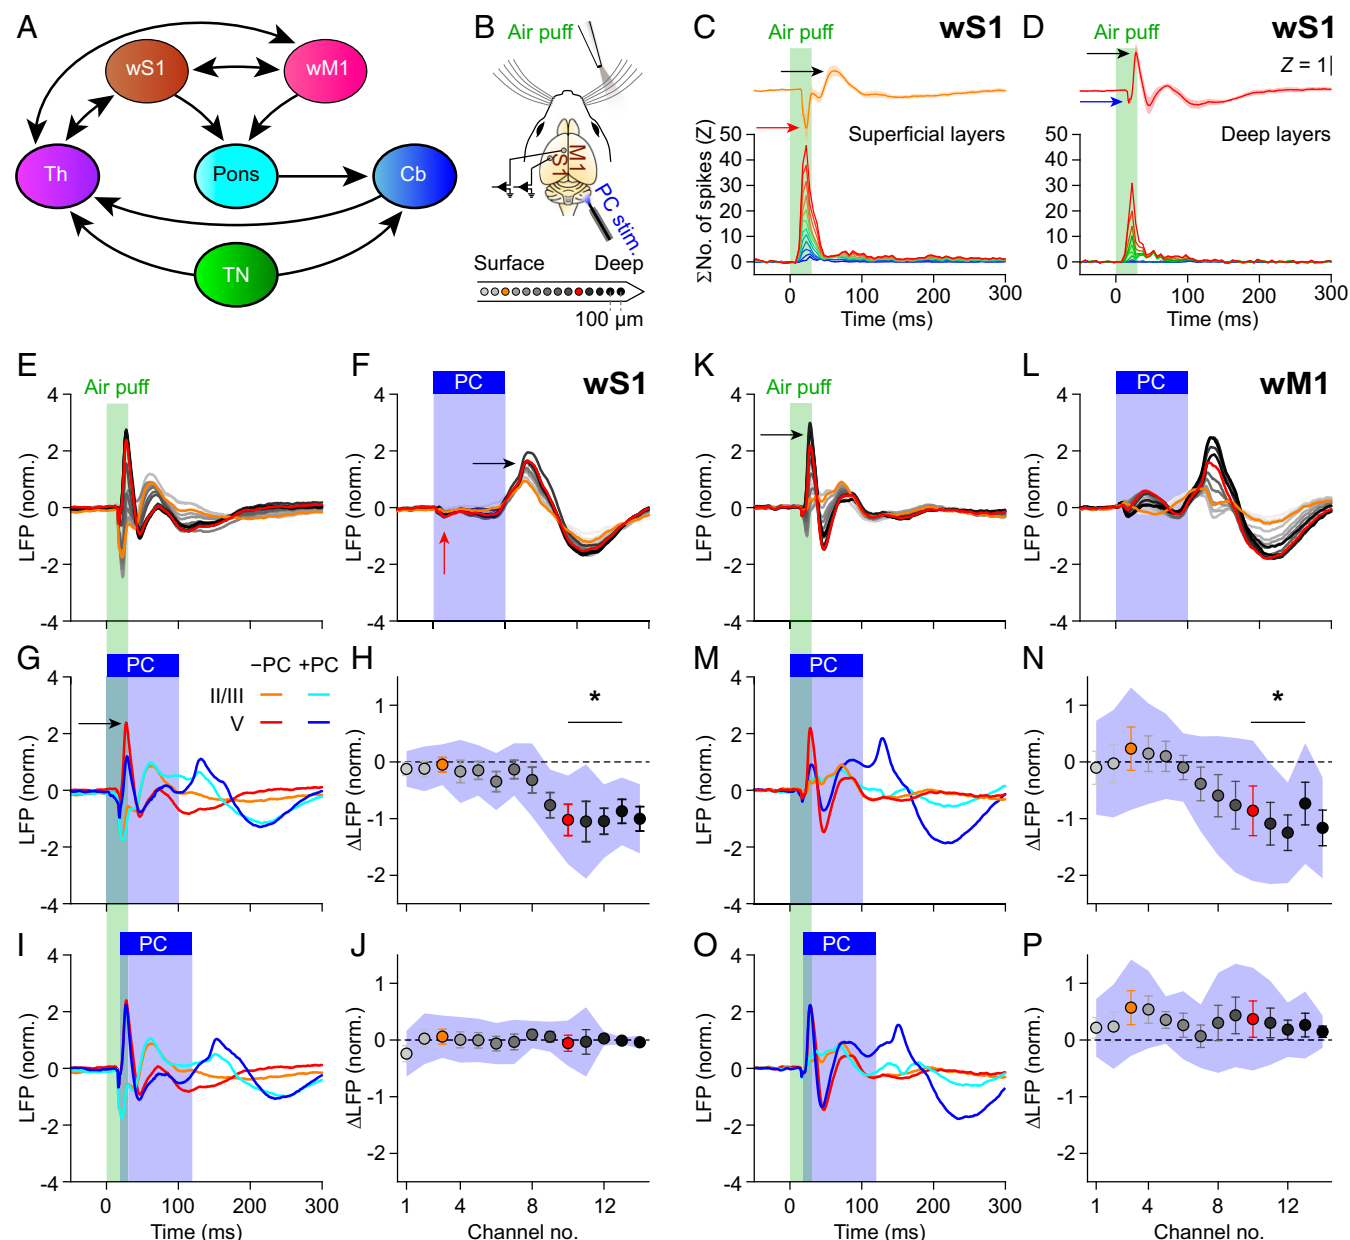 A
wS1
wM1
Th
Pons
Cb
TN
B
Air puff
M1
S1
PC stim.
Surface
Deep
100 µm
C
wS1
Air puff
Superficial layers
ΣNo. of spikes (Z)
50
40
30
20
10
0
0
100
200
300
Time (ms)
D
wS1
Air puff
Z = 1|
Deep layers
50
40
30
20
10
0
0
100
200
300
Time (ms)
E
Air puff
LFP (norm.)
4
2
0
-2
-4
F
wS1
PC
LFP (norm.)
4
2
0
-2
-4
K
Air puff
LFP (norm.)
4
2
0
-2
-4
L
wM1
PC
LFP (norm.)
4
2
0
-2
-4
G
PC
−PC +PC
II/III
V
LFP (norm.)
4
2
0
-2
-4
H
*
ΔLFP (norm.)
1
0
-1
-2
M
PC
LFP (norm.)
4
2
0
-2
-4
N
*
ΔLFP (norm.)
1
0
-1
-2
1
4
8
12
I
PC
LFP (norm.)
4
2
0
-2
-4
0
100
200
300
Time (ms)
J
ΔLFP (norm.)
1
0
-1
-2
1
4
8
12
Channel no.
O
PC
LFP (norm.)
4
2
0
-2
-4
0
100
200
300
Time (ms)
P
ΔLFP (norm.)
1
0
-1
-2
1
4
8
12
Channel no.